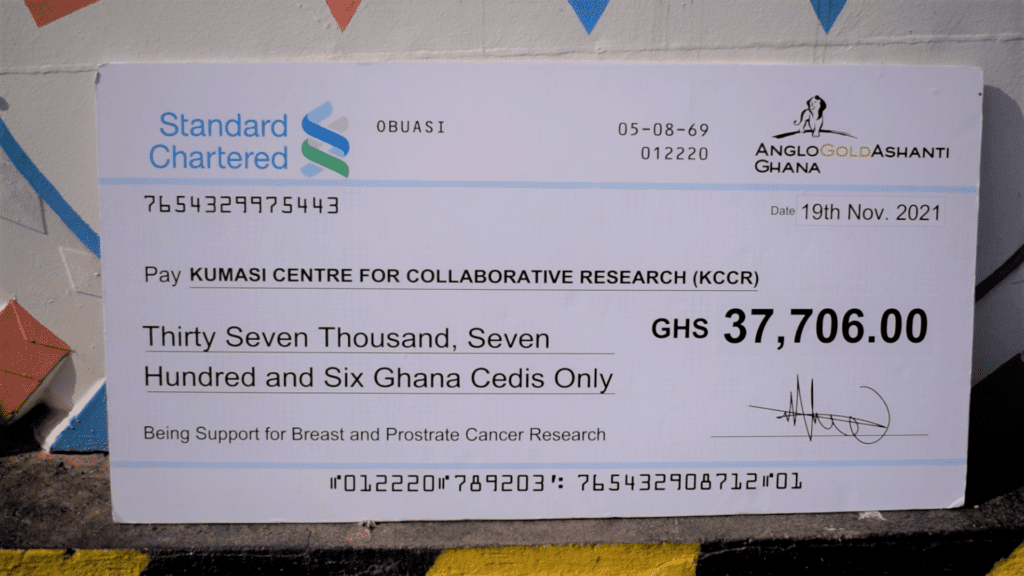 Standard
Chartered
OBUASI
05-08-69
012220
ANGLOGOLDASHANTI
GHANA
7654329975443
Date 19th Nov. 2021
Pay KUMASI CENTRE FOR COLLABORATIVE RESEARCH (KCCR)
Thirty Seven Thousand, Seven
Hundred and Six Ghana Cedis Only
GHS 37,706.00
Being Support for Breast and Prostrate Cancer Research
⑈012220⑈789203⑆ 765432908712⑈01